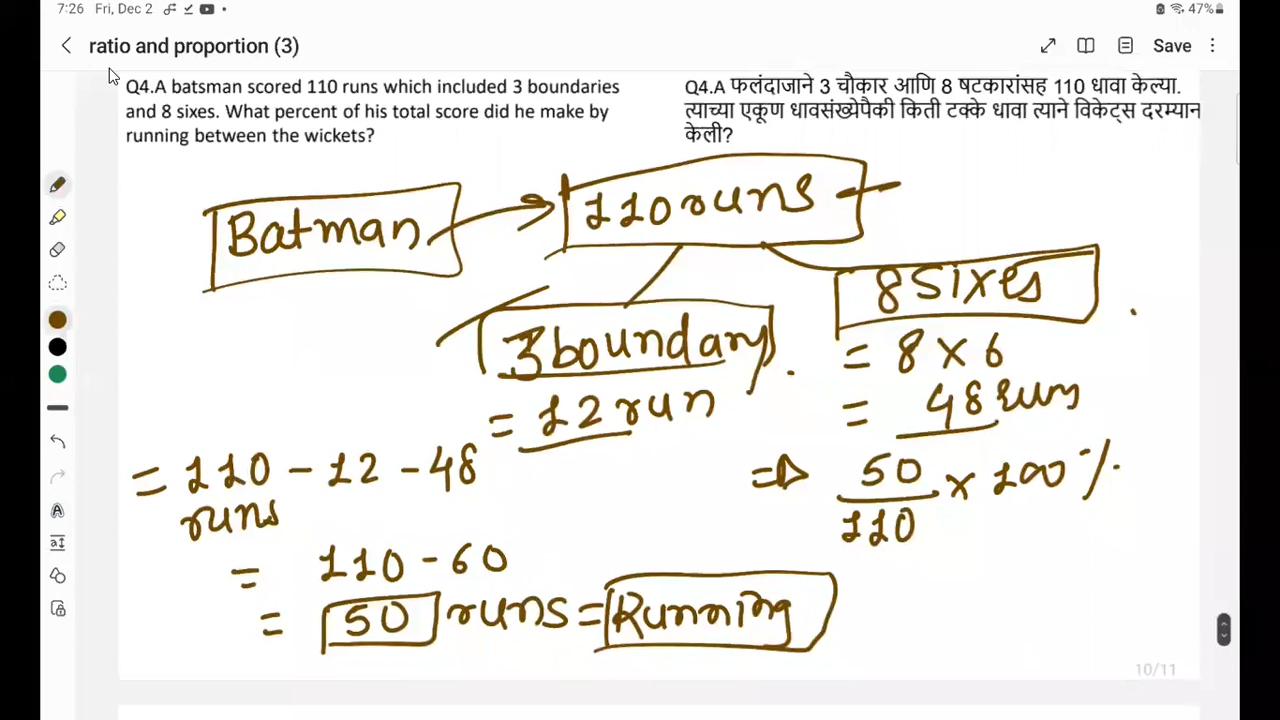 7:26 Fri, Dec 2
47%
ratio and proportion (3)
Save
Q4.A batsman scored 110 runs which included 3 boundaries
and 8 sixes. What percent of his total score did he make by
running between the wickets?
Q4.A फलंदाजाने 3 चौकार आणि 8 षटकारांसह 110 धावा केल्या.
त्याच्या एकूण धावसंख्येपैकी किती टक्के धावा त्याने विकेट्स दरम्यान
केली?
Batman
110 runs
8 Sixes
3 boundary
= 8 x 6
= 12 run
= 48 runs
= 110 - 12 - 48
runs
=> 50/110 x 100%
= 110 - 60
= 50 runs = Running
10/11